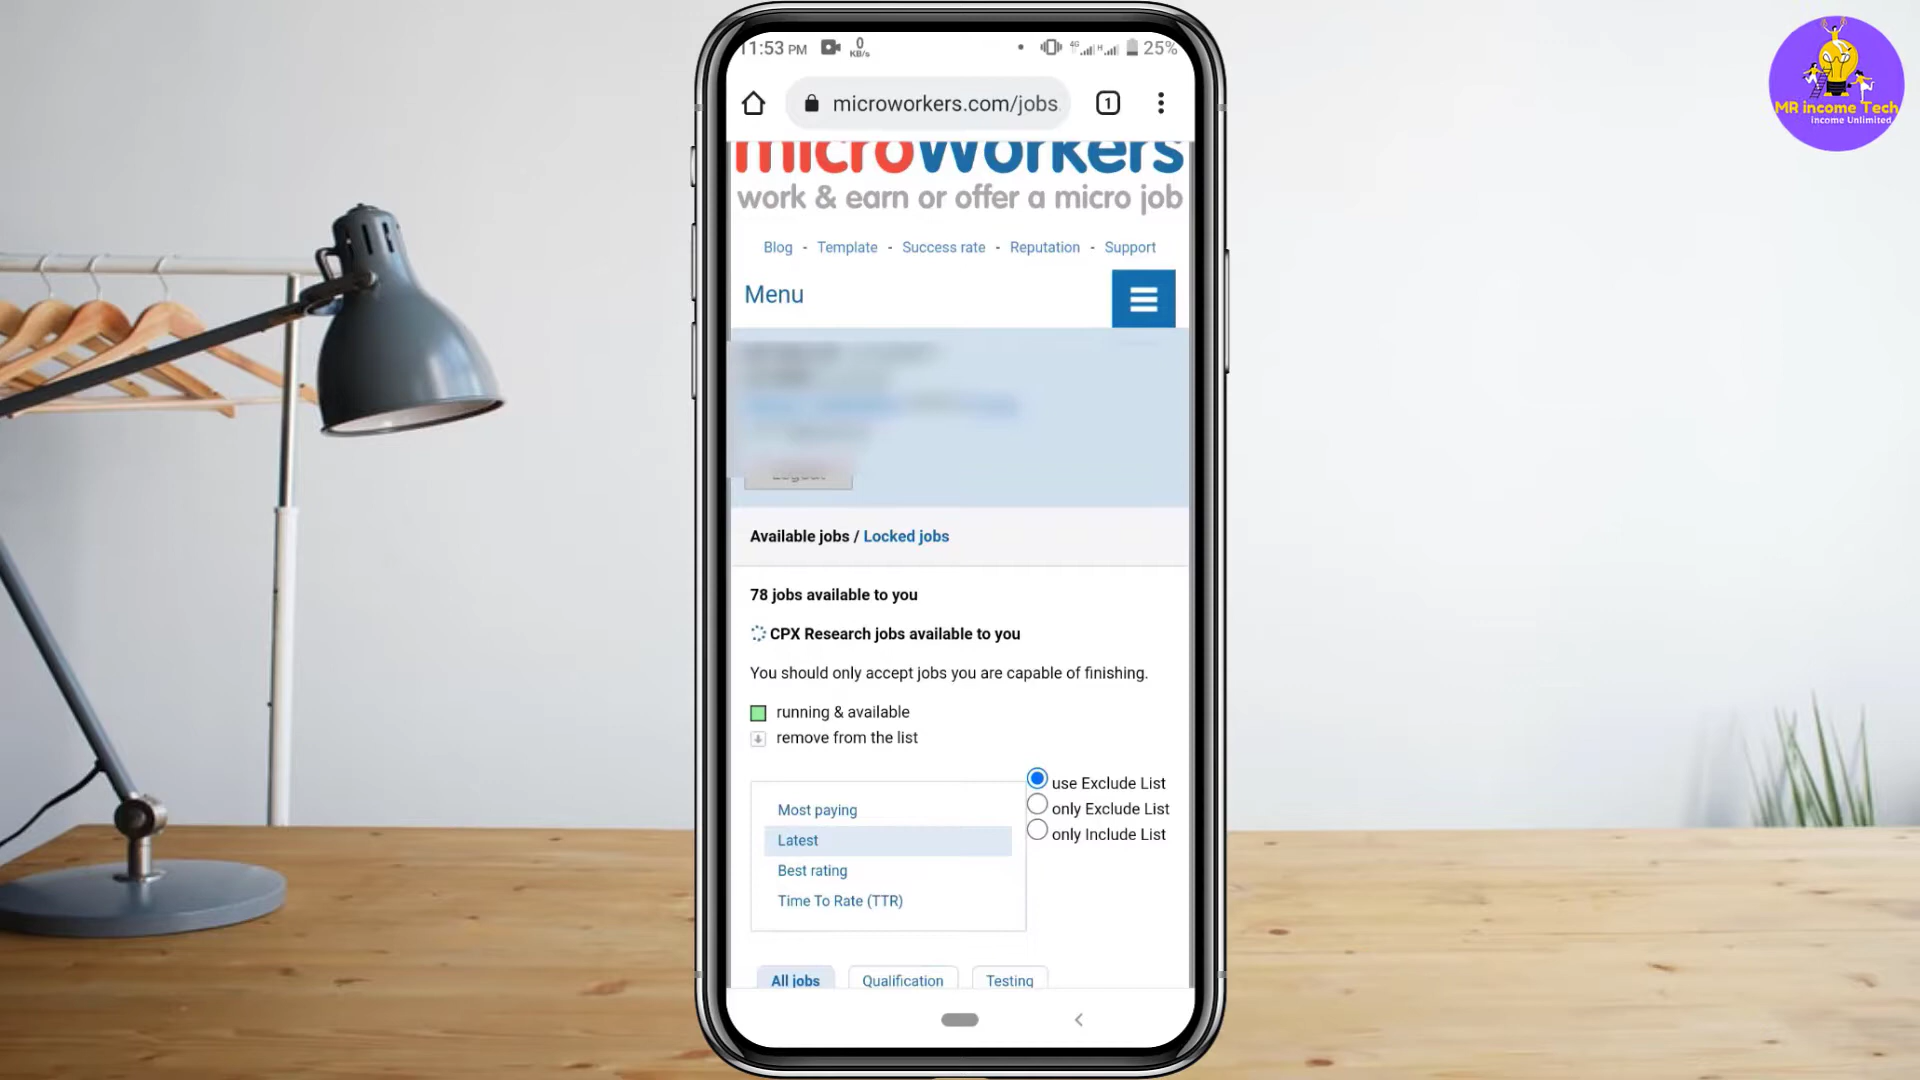 11:53 PM 0 KB/s 4G H 25%
MR income Tech
Income Unlimited
microworkers.com/jobs 1
microWorkers
work & earn or offer a micro job
Blog - Template - Success rate - Reputation - Support
Menu
Available jobs / Locked jobs
78 jobs available to you
CPX Research jobs available to you
You should only accept jobs you are capable of finishing.
running & available
remove from the list
use Exclude List
only Exclude List
only Include List
Most paying
Latest
Best rating
Time To Rate (TTR)
All jobs Qualification Testing